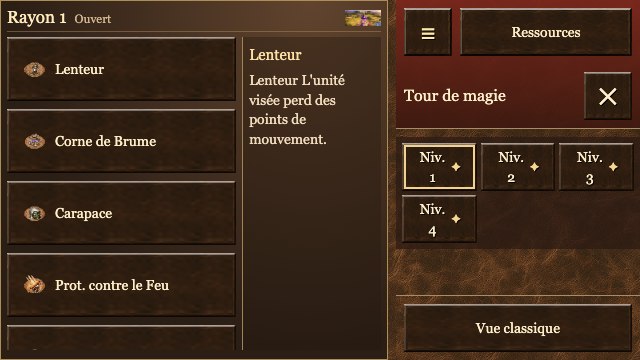 Rayon 1 Ouvert
Lenteur
Corne de Brume
Carapace
Prot. contre le Feu
Lenteur
Lenteur L'unité
visée perd des
points de
mouvement.
Ressources
Tour de magie
Niv.
1
Niv.
2
Niv.
3
Niv.
4
Vue classique